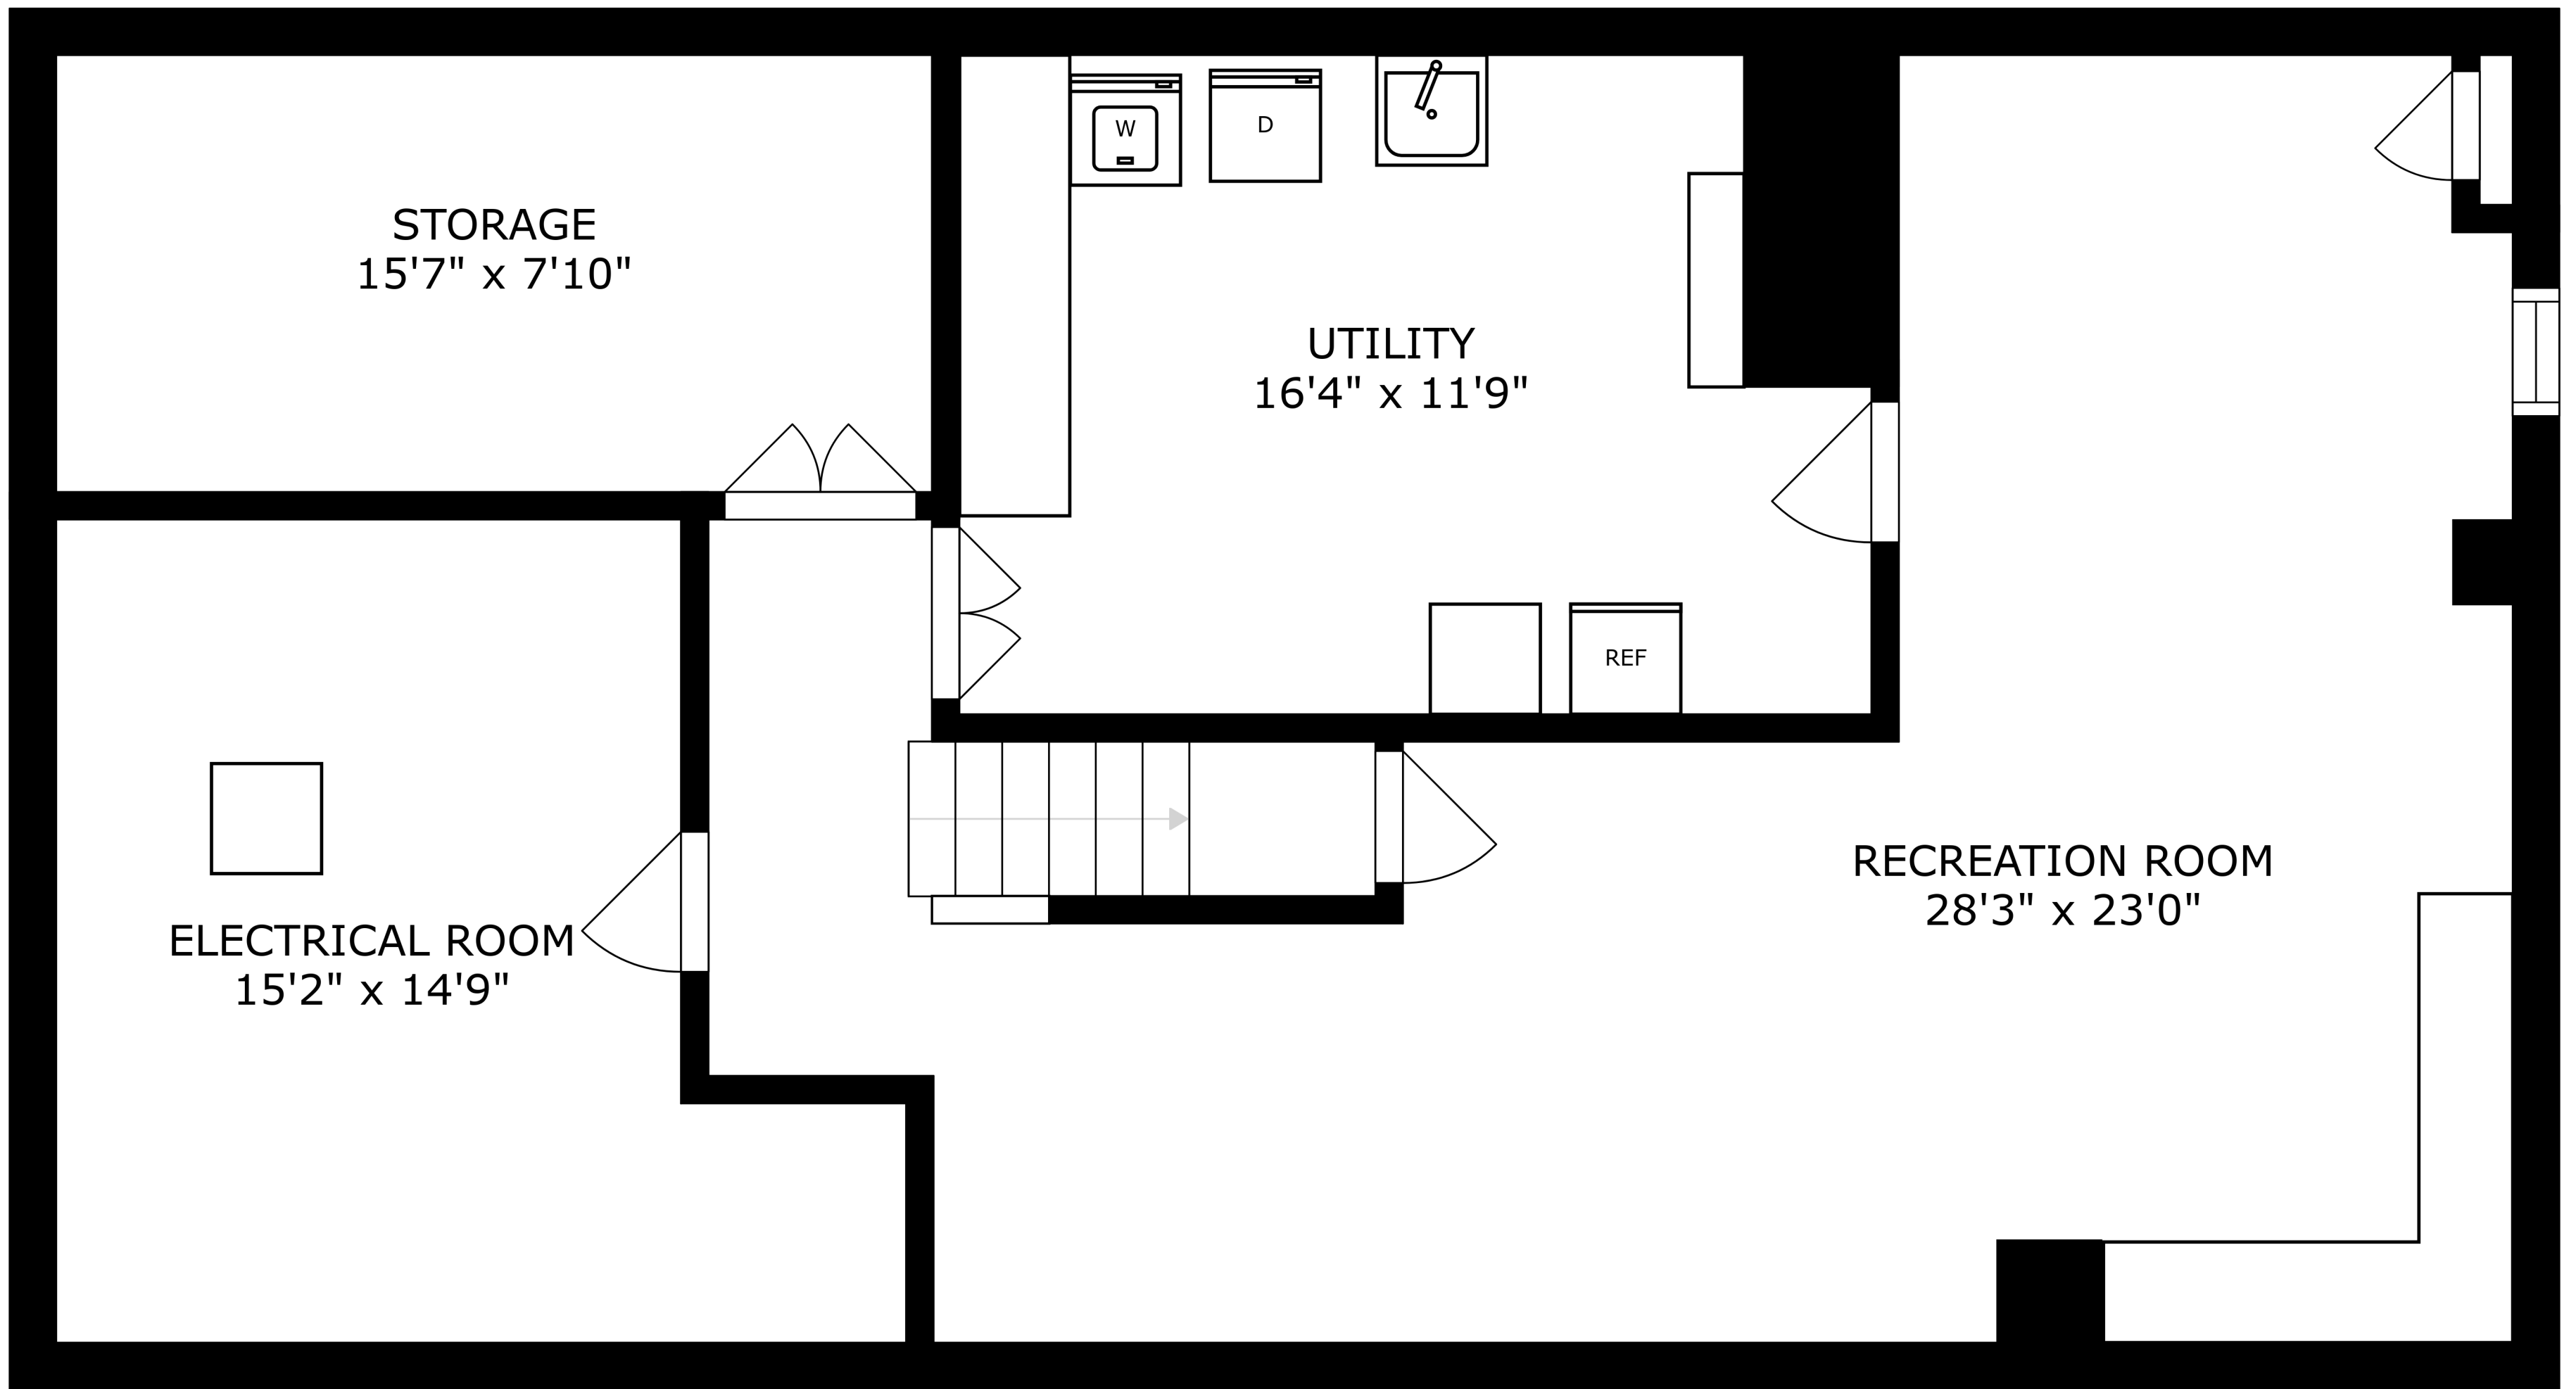 W
D
STORAGE
15'7" x 7'10"
UTILITY
16'4" x 11'9"
REF
RECREATION ROOM
28'3" x 23'0"
ELECTRICAL ROOM
15'2" x 14'9"